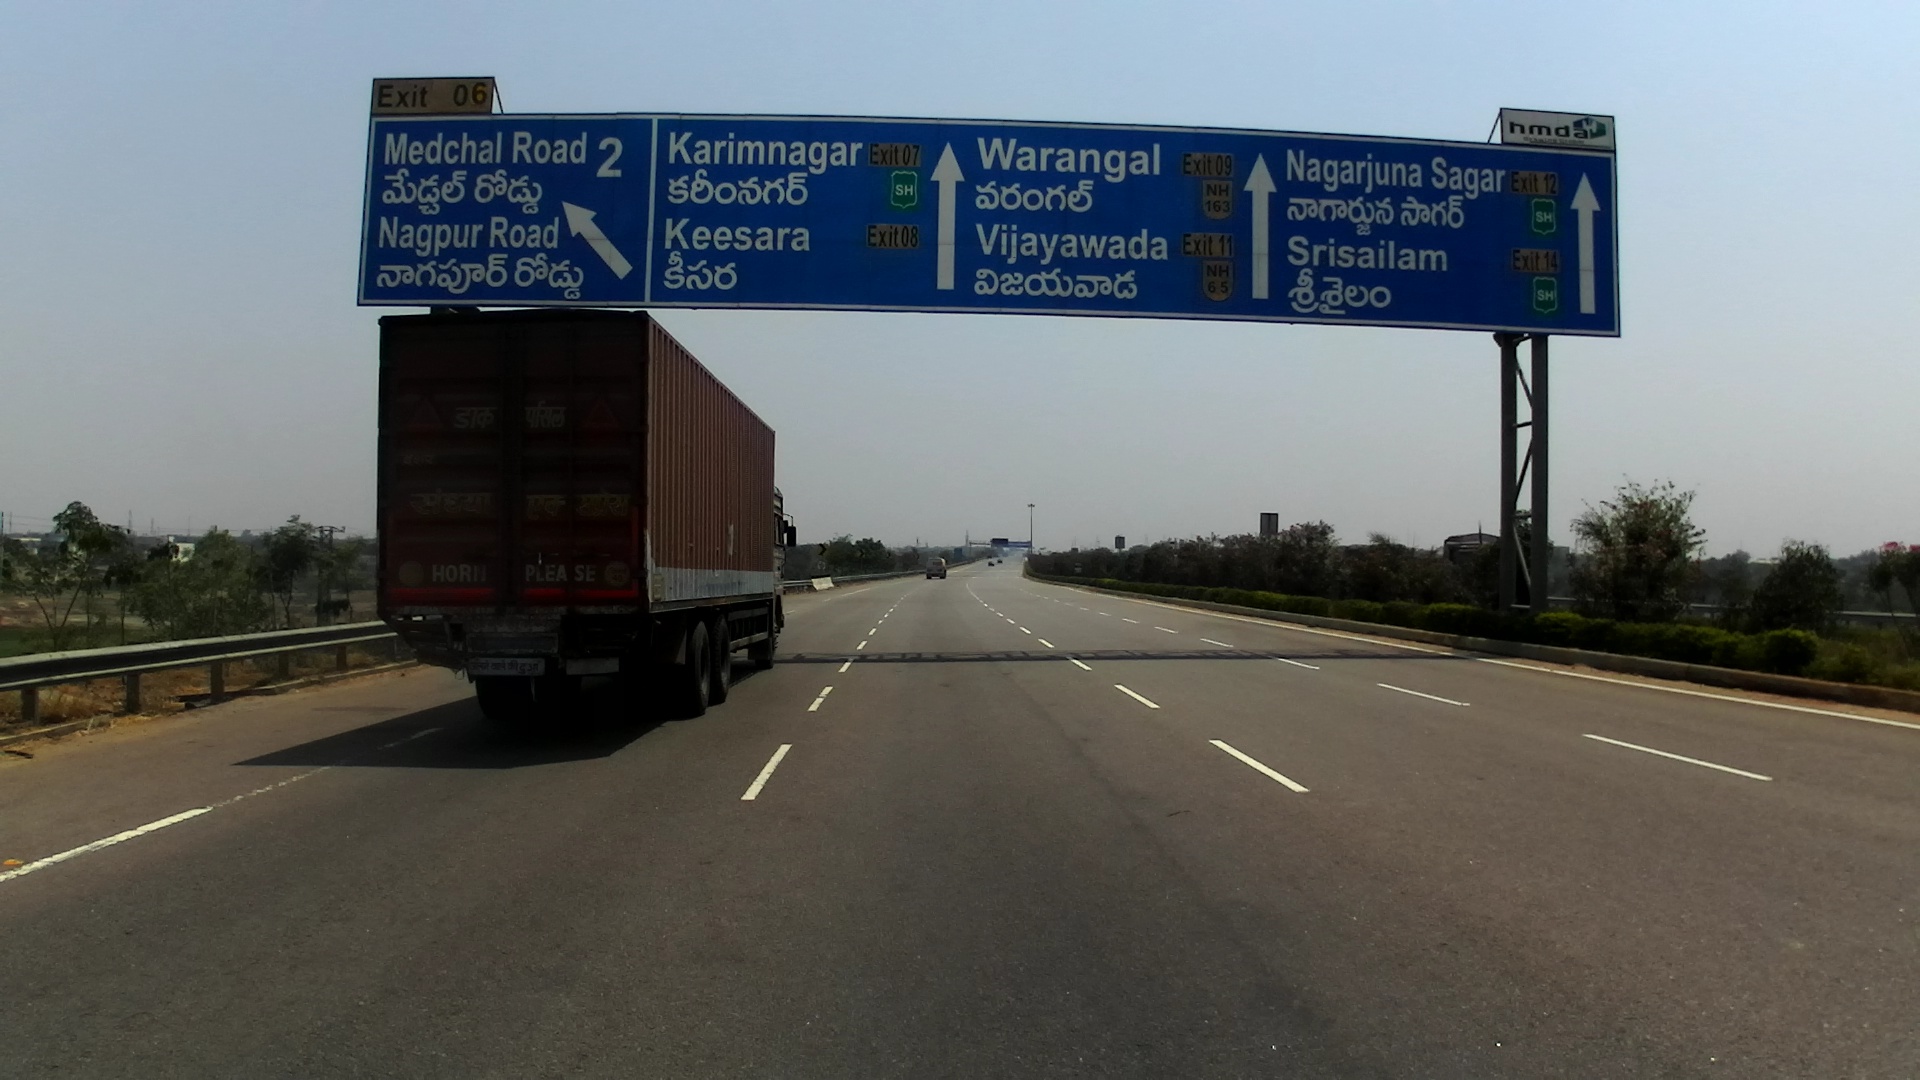 Exit 06
hmda
Medchal Road 2
మేడ్చల్ రోడ్డు
Nagpur Road
నాగపూర్ రోడ్డు
Karimnagar Exit 07
కరీంనగర్ SH
Keesara Exit 08
కీసర
Warangal Exit 09
వరంగల్ NH 163
Vijayawada Exit 11
విజయవాడ NH 65
Nagarjuna Sagar Exit 12
నాగార్జున సాగర్ SH
Srisailam Exit 14
శ్రీశైలం SH
डाक पार्सल
HORN PLEASE